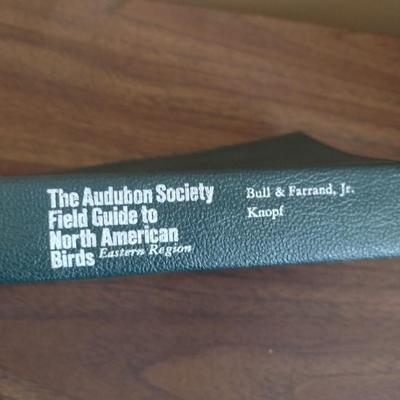 The Audubon Society
Field Guide to
North American
Birds Eastern Region
Bull & Farrand, Jr.
Knopf